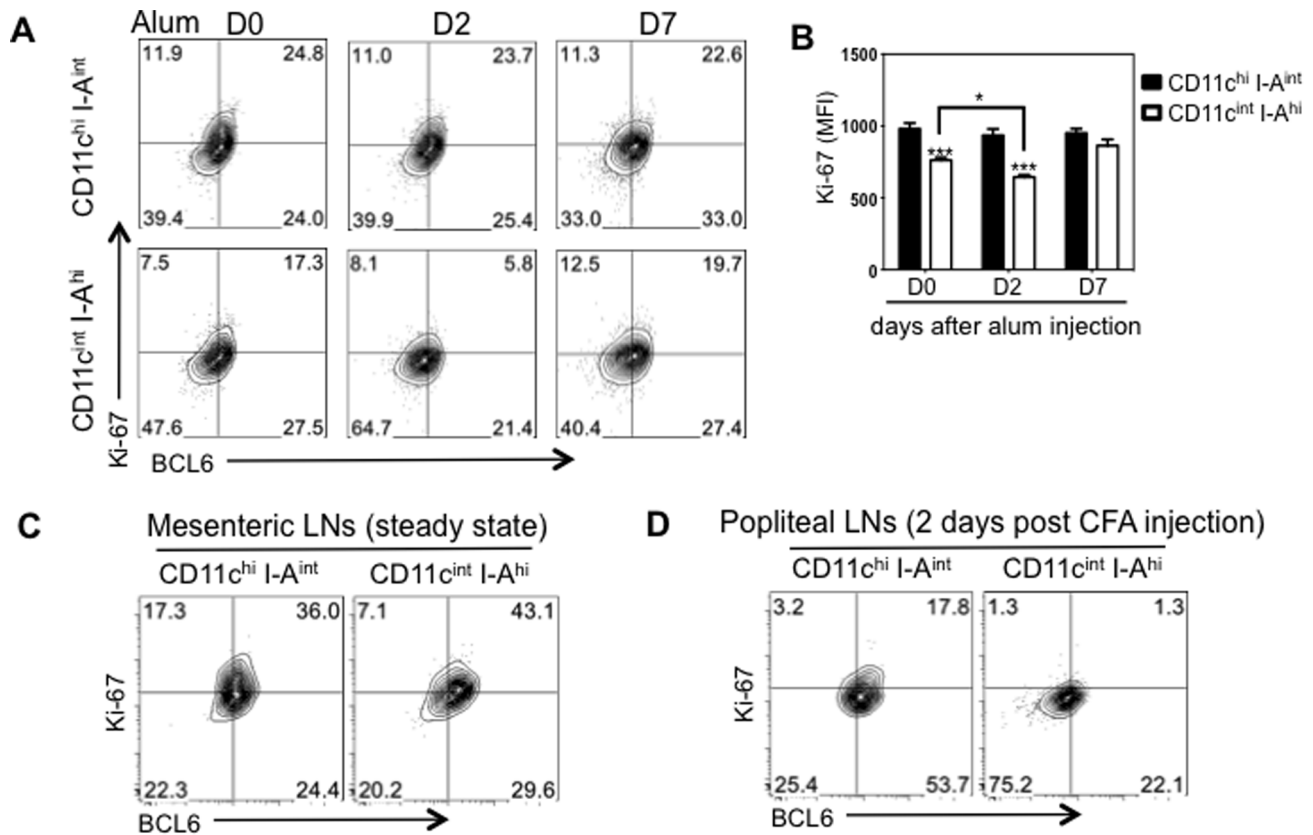 A
Alum D0 D2 D7
CD11c^hi I-A^int
11.9 24.8
39.4 24.0
11.0 23.7
39.9 25.4
11.3 22.6
33.0 33.0
CD11c^int I-A^hi
7.5 17.3
47.6 27.5
8.1 5.8
64.7 21.4
12.5 19.7
40.4 27.4
Ki-67
BCL6
B
1500
1000
500
0
Ki-67 (MFI)
*
***
***
D0 D2 D7
days after alum injection
CD11c^hi I-A^int
CD11c^int I-A^hi
C
Mesenteric LNs (steady state)
CD11c^hi I-A^int CD11c^int I-A^hi
17.3 36.0
22.3 24.4
7.1 43.1
20.2 29.6
Ki-67
BCL6
D
Popliteal LNs (2 days post CFA injection)
CD11c^hi I-A^int CD11c^int I-A^hi
3.2 17.8
25.4 53.7
1.3 1.3
75.2 22.1
Ki-67
BCL6